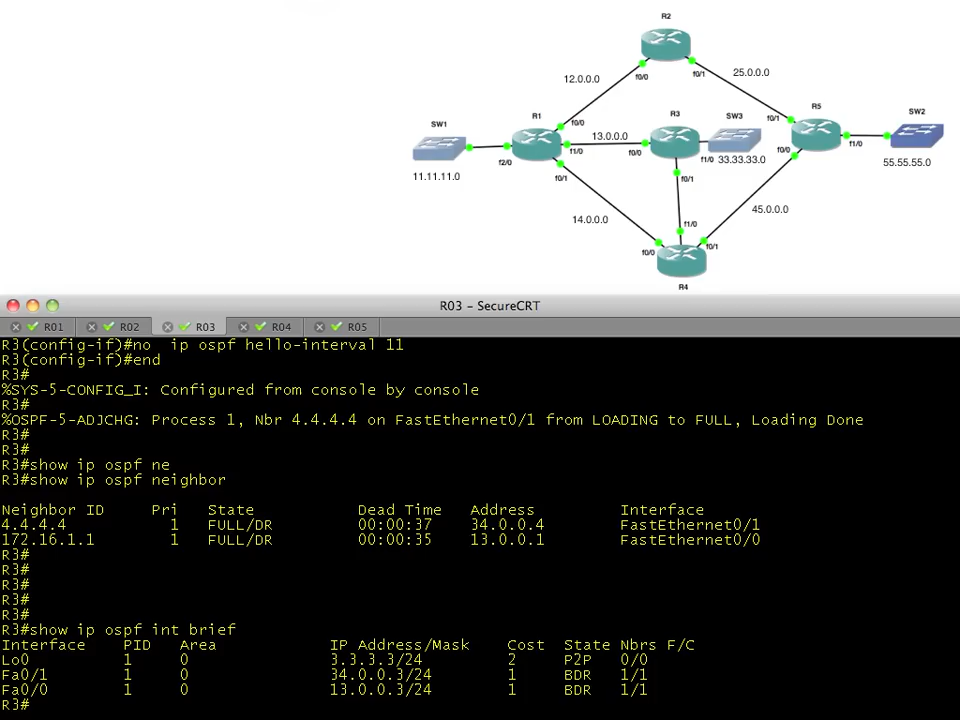 R2
f0/0
f0/1
12.0.0.0
25.0.0.0
SW1
R1
R3
SW3
R5
SW2
f0/0
f0/1
13.0.0.0
f2/0
f1/0
f0/0
f1/0
33.33.33.0
f0/0
f1/0
55.55.55.0
11.11.11.0
f0/1
f0/1
14.0.0.0
45.0.0.0
f1/0
f0/0
f0/1
R4
R03 - SecureCRT
R01 R02 R03 R04 R05
R3(config-if)#no  ip ospf hello-interval 11
R3(config-if)#end
R3#
%SYS-5-CONFIG_I: Configured from console by console
R3#
%OSPF-5-ADJCHG: Process 1, Nbr 4.4.4.4 on FastEthernet0/1 from LOADING to FULL, Loading Done
R3#
R3#
R3#show ip ospf ne
R3#show ip ospf neighbor
Neighbor ID     Pri   State           Dead Time   Address         Interface
4.4.4.4           1   FULL/DR         00:00:37    34.0.0.4        FastEthernet0/1
172.16.1.1        1   FULL/DR         00:00:35    13.0.0.1        FastEthernet0/0
R3#
R3#
R3#
R3#
R3#
R3#show ip ospf int brief
Interface    PID   Area            IP Address/Mask    Cost  State Nbrs F/C
Lo0          1     0               3.3.3.3/24         2     P2P   0/0
Fa0/1        1     0               34.0.0.3/24        1     BDR   1/1
Fa0/0        1     0               13.0.0.3/24        1     BDR   1/1
R3#